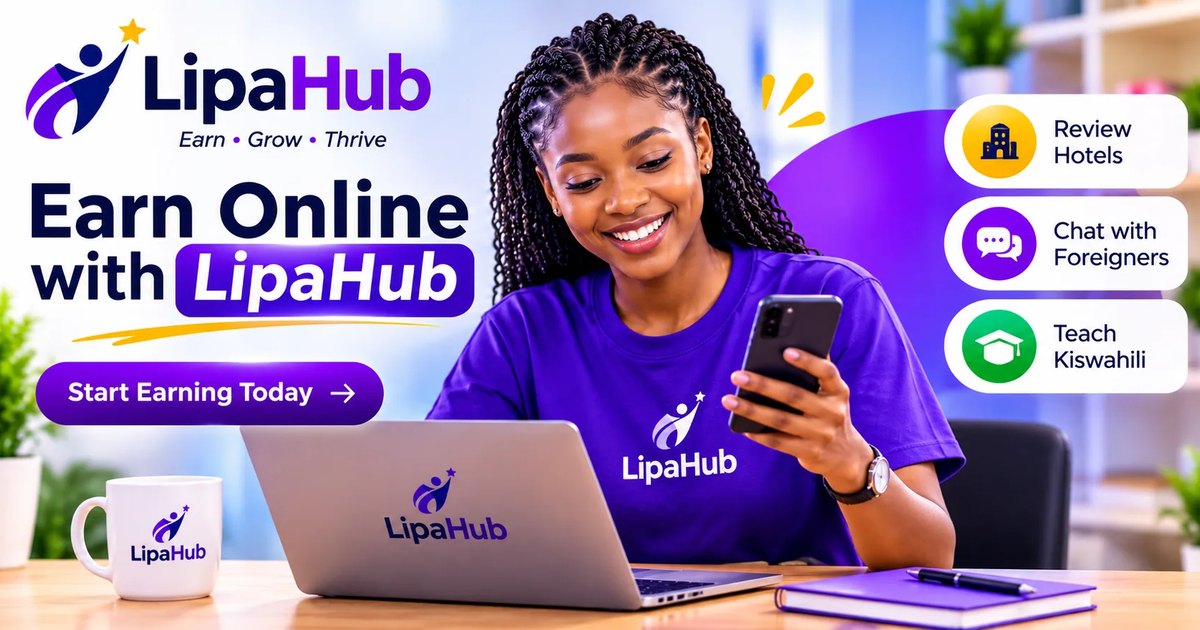 LipaHub
Earn • Grow • Thrive
Earn Online
with LipaHub
Start Earning Today →
Review
Hotels
Chat with
Foreigners
Teach
Kiswahili
LipaHub
LipaHub
LipaHub